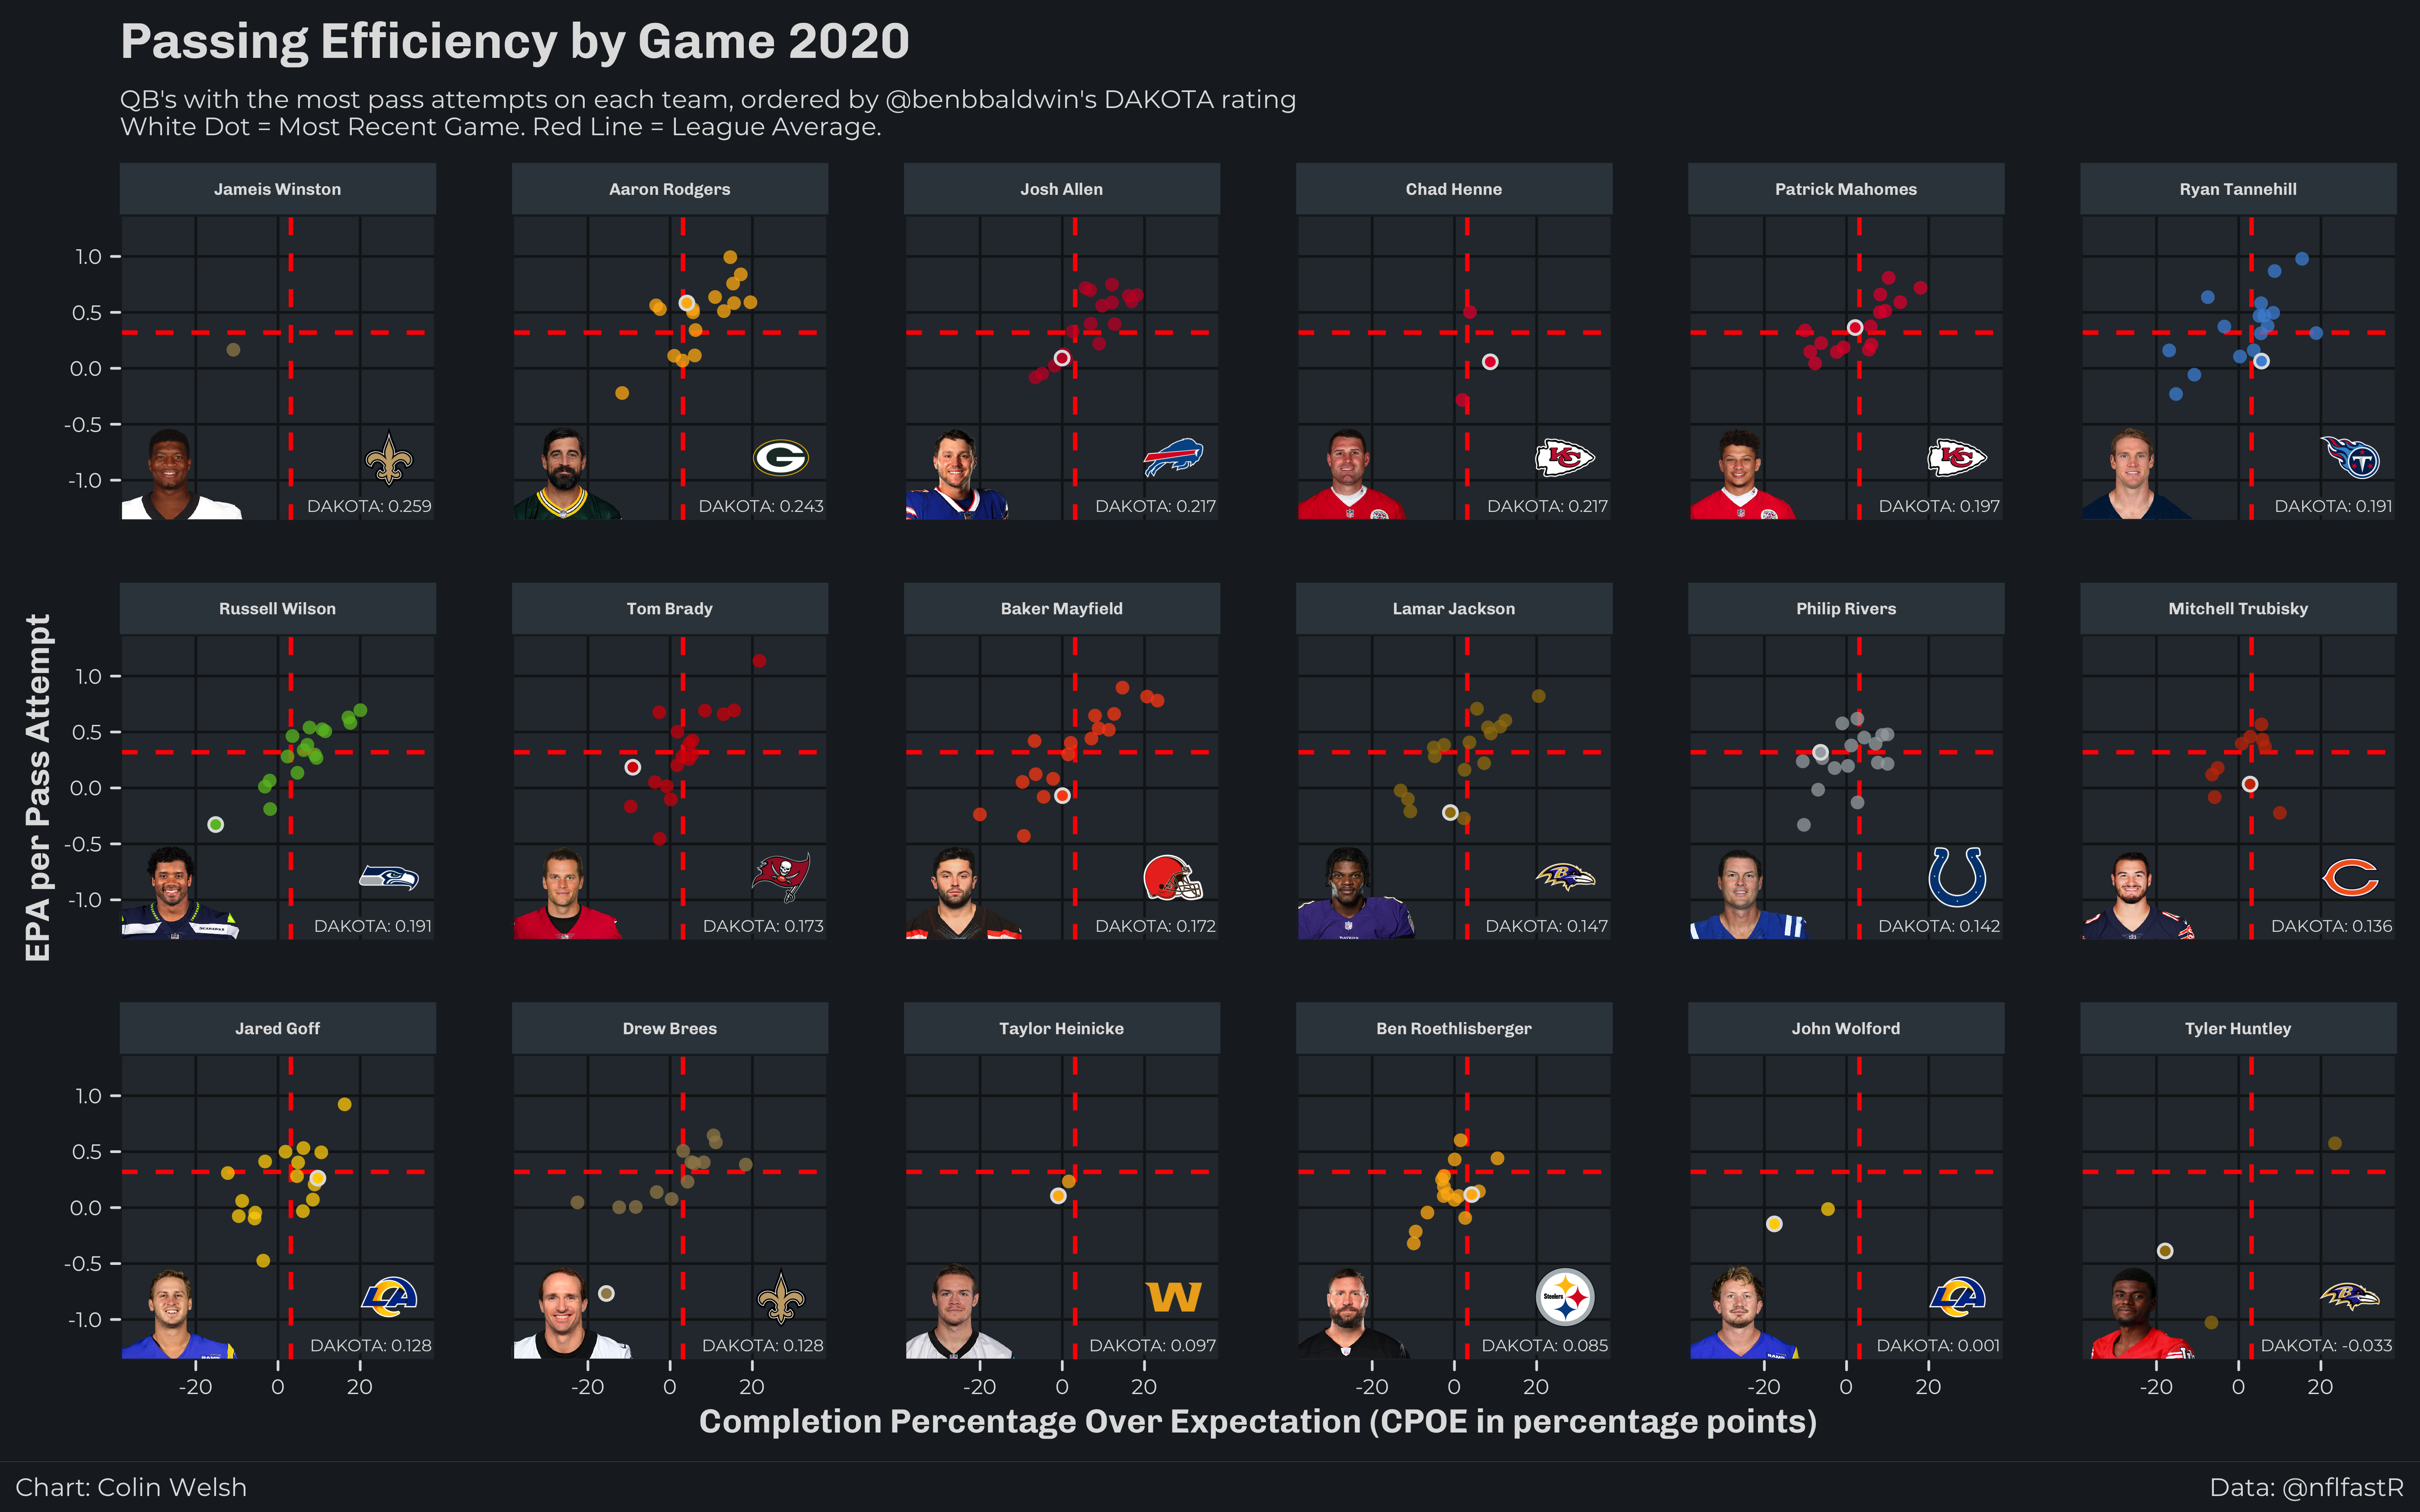 Passing Efficiency by Game 2020
QB's with the most pass attempts on each team, ordered by @benbbaldwin's DAKOTA rating
White Dot = Most Recent Game. Red Line = League Average.
Jameis Winston
Aaron Rodgers
Josh Allen
Chad Henne
Patrick Mahomes
Ryan Tannehill
1.0
0.5
0.0
-0.5
-1.0
DAKOTA: 0.259
DAKOTA: 0.243
DAKOTA: 0.217
DAKOTA: 0.217
DAKOTA: 0.197
DAKOTA: 0.191
EPA per Pass Attempt
Russell Wilson
Tom Brady
Baker Mayfield
Lamar Jackson
Philip Rivers
Mitchell Trubisky
1.0
0.5
0.0
-0.5
-1.0
DAKOTA: 0.191
DAKOTA: 0.173
DAKOTA: 0.172
DAKOTA: 0.147
DAKOTA: 0.142
DAKOTA: 0.136
Jared Goff
Drew Brees
Taylor Heinicke
Ben Roethlisberger
John Wolford
Tyler Huntley
1.0
0.5
0.0
-0.5
-1.0
Steelers
DAKOTA: 0.128
DAKOTA: 0.128
DAKOTA: 0.097
DAKOTA: 0.085
DAKOTA: 0.001
DAKOTA: -0.033
-20 0 20
-20 0 20
-20 0 20
-20 0 20
-20 0 20
-20 0 20
Completion Percentage Over Expectation (CPOE in percentage points)
Chart: Colin Welsh
Data: @nflfastR